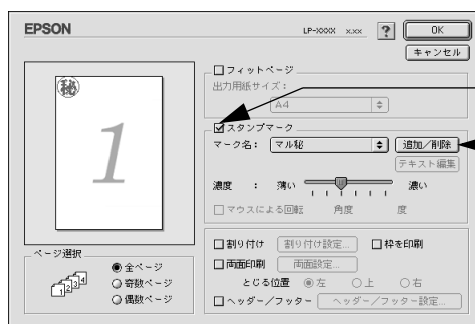 EPSON
LP-XXXX x.xx ? OK
キャンセル
㊙
1
フィットページ
出力用紙サイズ：
A4
スタンプマーク
マーク名： マル秘 追加／削除
テキスト編集
濃度 ： 薄い 濃い
マウスによる回転 角度 度
割り付け 割り付け設定... 枠を印刷
両面印刷 両面設定...
とじる位置 左 上 右
ヘッダー／フッター ヘッダー／フッター設定...
ページ選択
1 2 3 4
全ページ
奇数ページ
偶数ページ